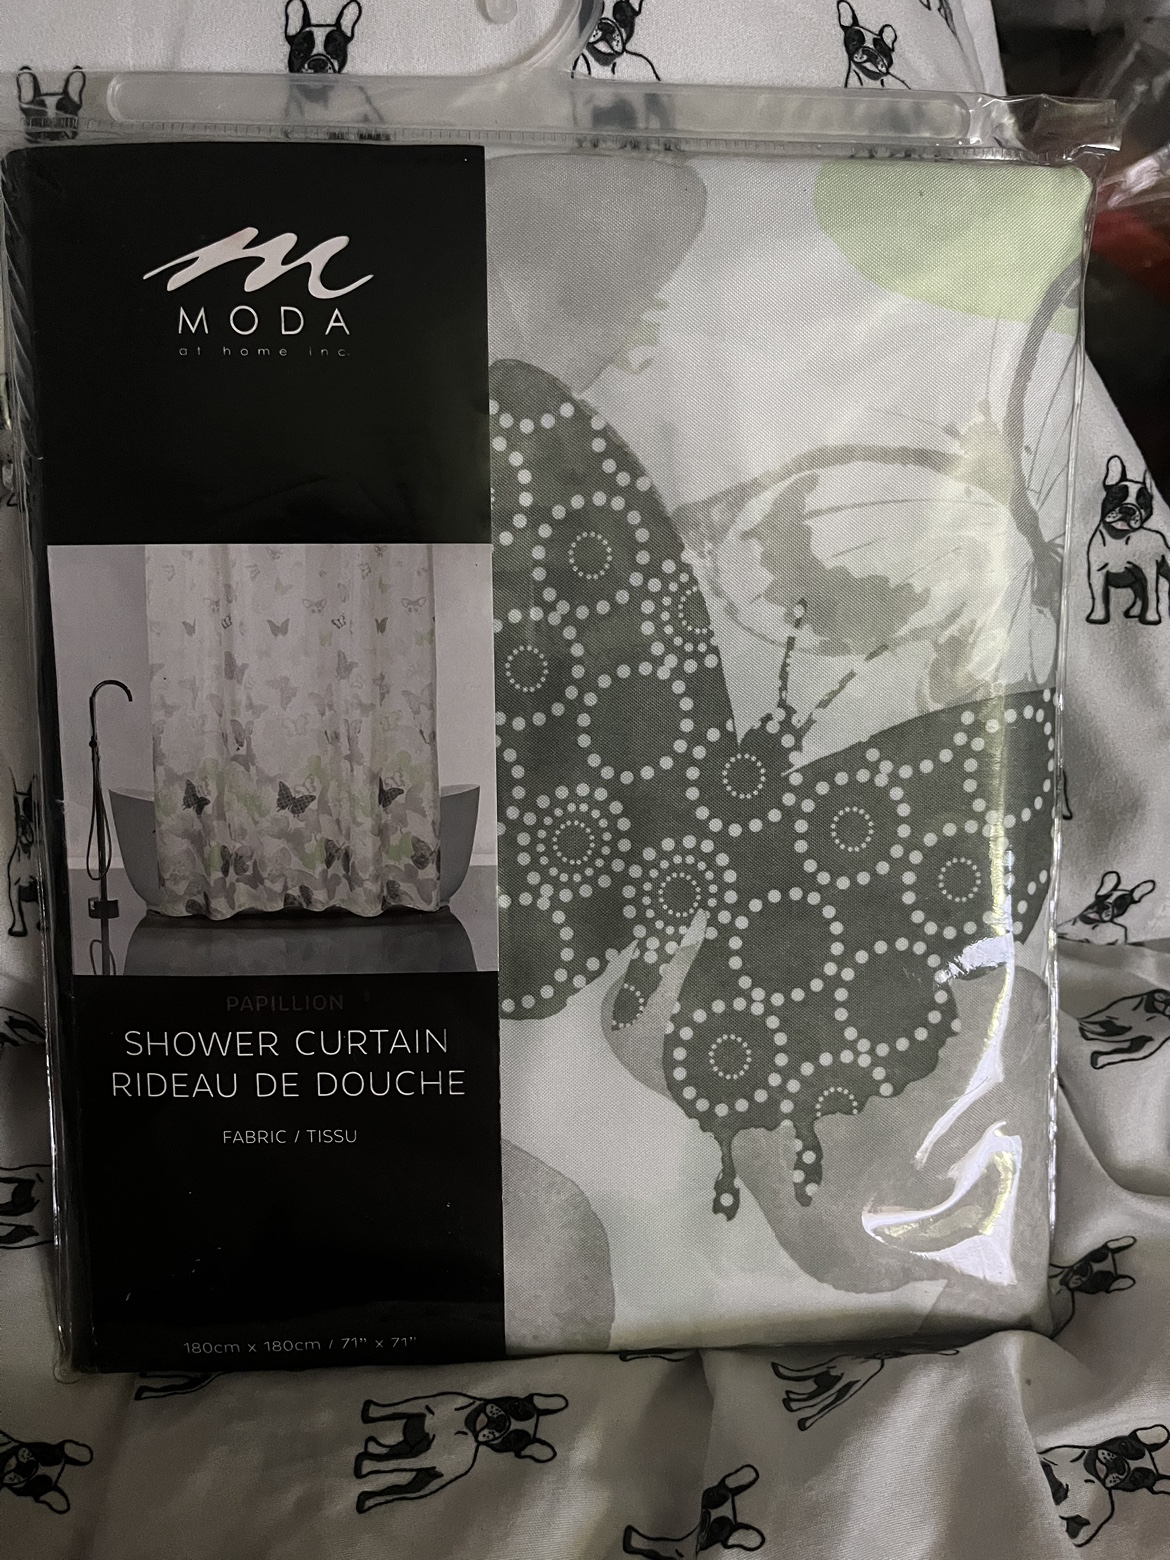 m
MODA
at home inc.
PAPILLION
SHOWER CURTAIN
RIDEAU DE DOUCHE
FABRIC / TISSU
180cm x 180cm / 71" x 71"